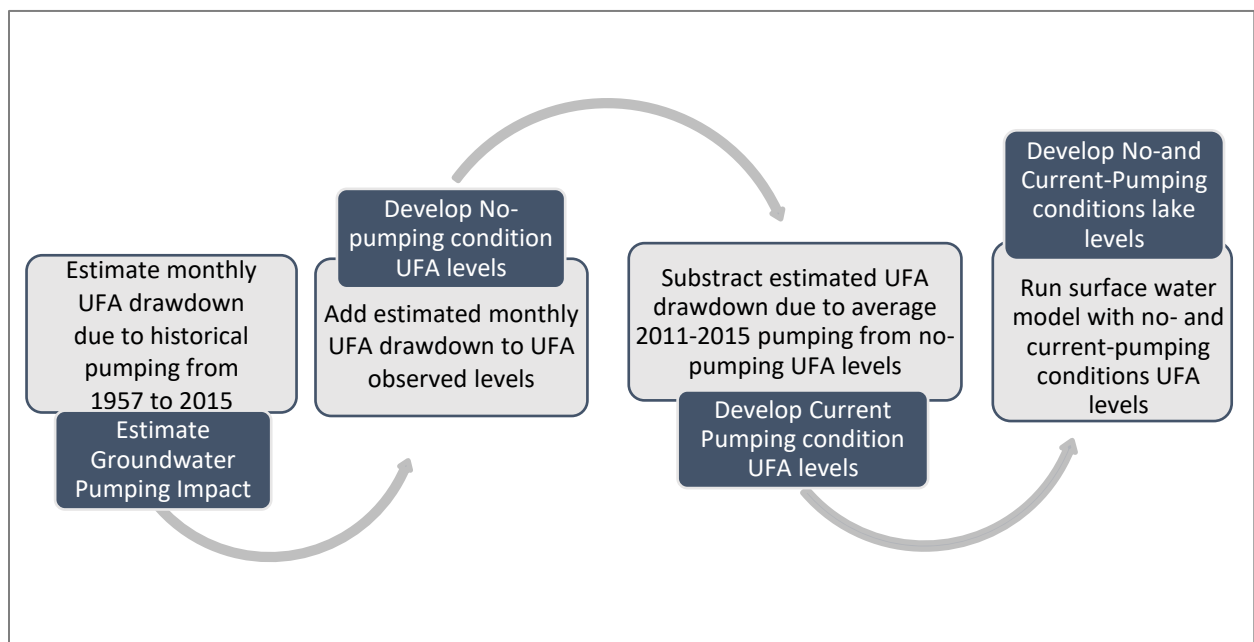 Estimate monthly
UFA drawdown
due to historical
pumping from
1957 to 2015
Estimate
Groundwater
Pumping Impact
Develop No-
pumping condition
UFA levels
Add estimated monthly
UFA drawdown to UFA
observed levels
Substract estimated UFA
drawdown due to average
2011-2015 pumping from no-
pumping UFA levels
Develop Current
Pumping condition
UFA levels
Develop No-and
Current-Pumping
conditions lake
levels
Run surface water
model with no- and
current-pumping
conditions UFA
levels